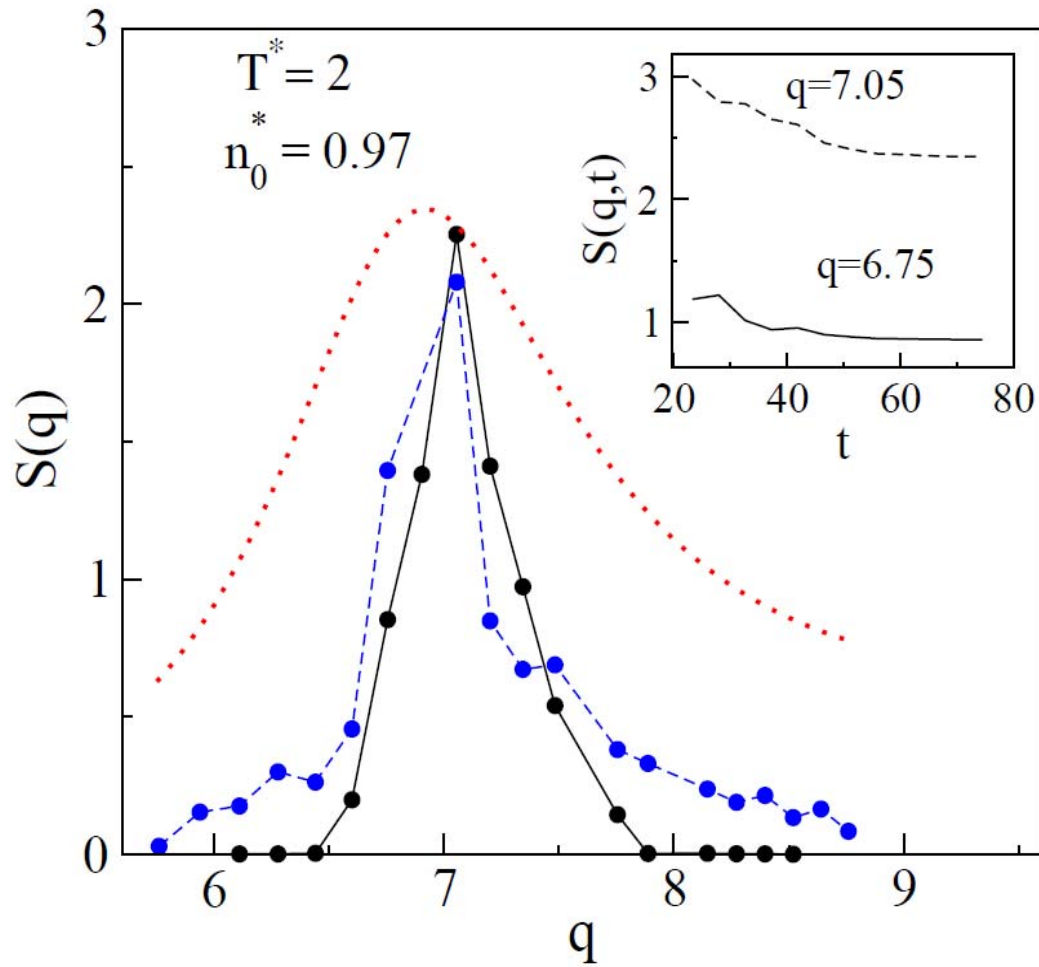 3
T* = 2
n₀* = 0.97
2
1
0
S(q)
6 7 8 9
q
3
2
1
S(q,t)
q=7.05
q=6.75
20 40 60 80
t